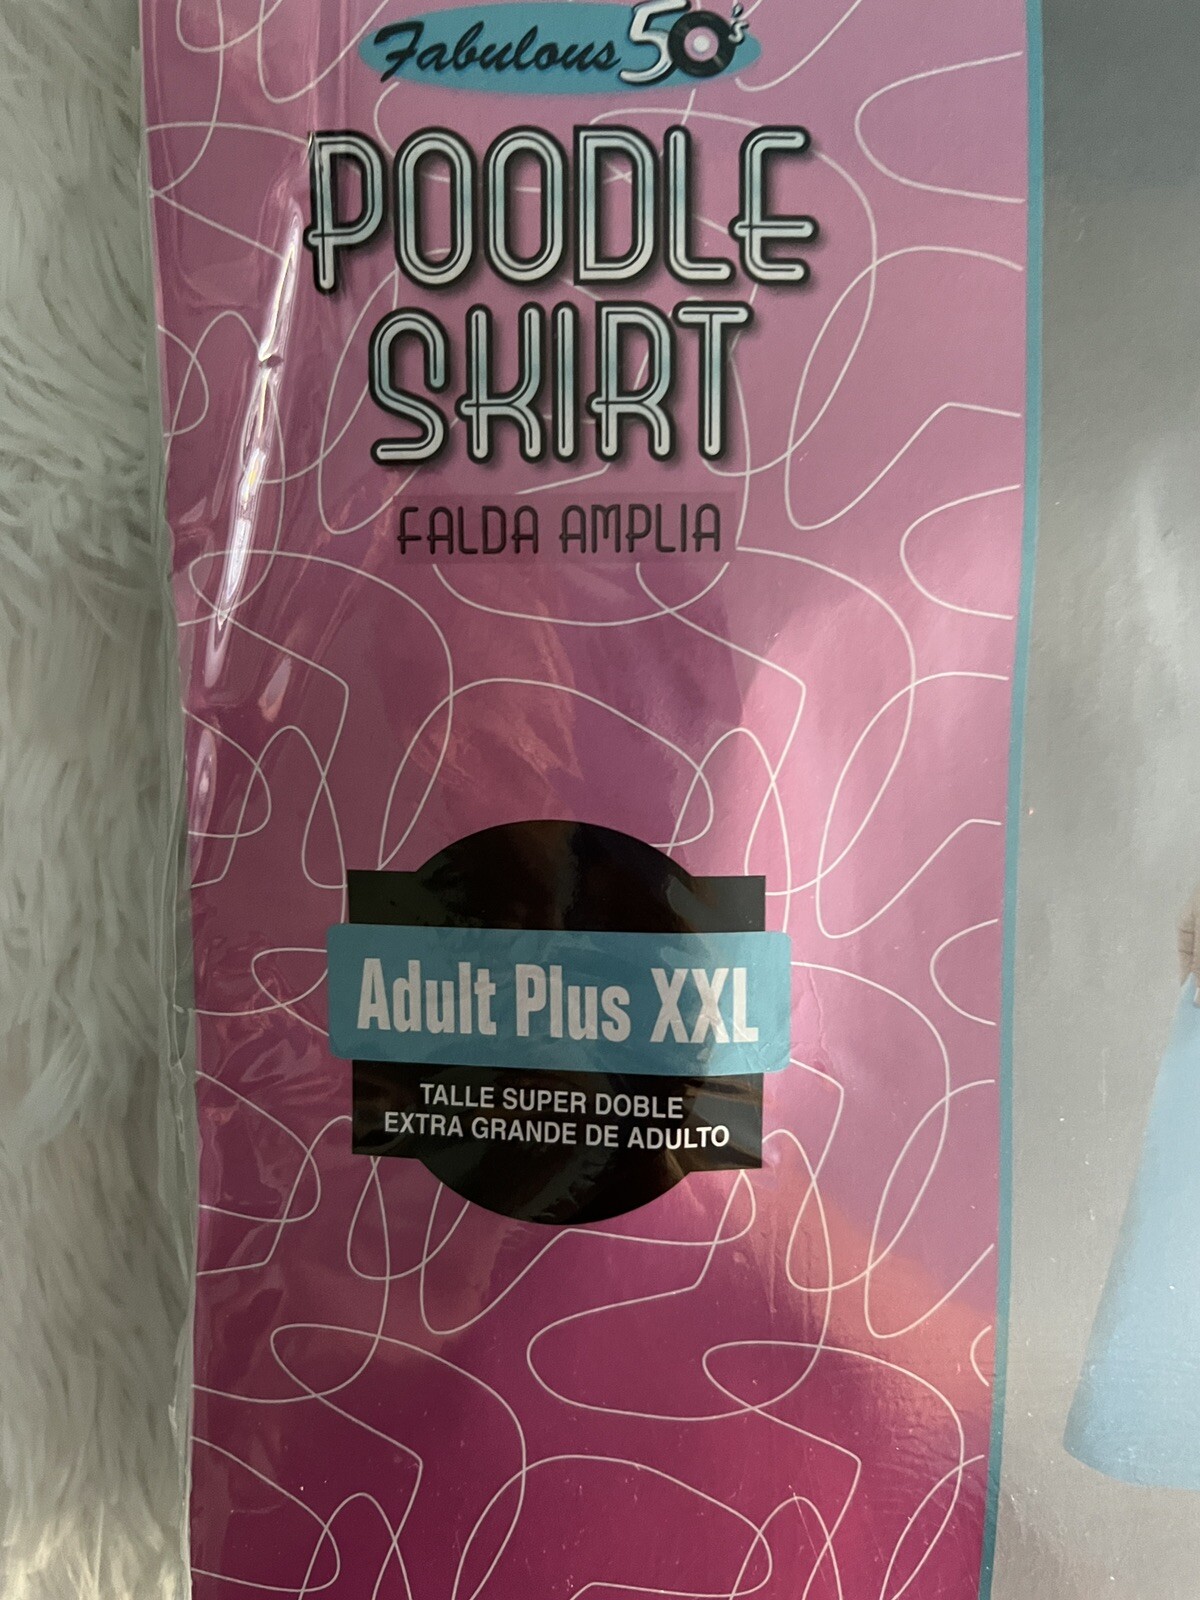 Fabulous 50's
POODLE
SKIRT
FALDA AMPLIA
Adult Plus XXL
TALLE SUPER DOBLE
EXTRA GRANDE DE ADULTO